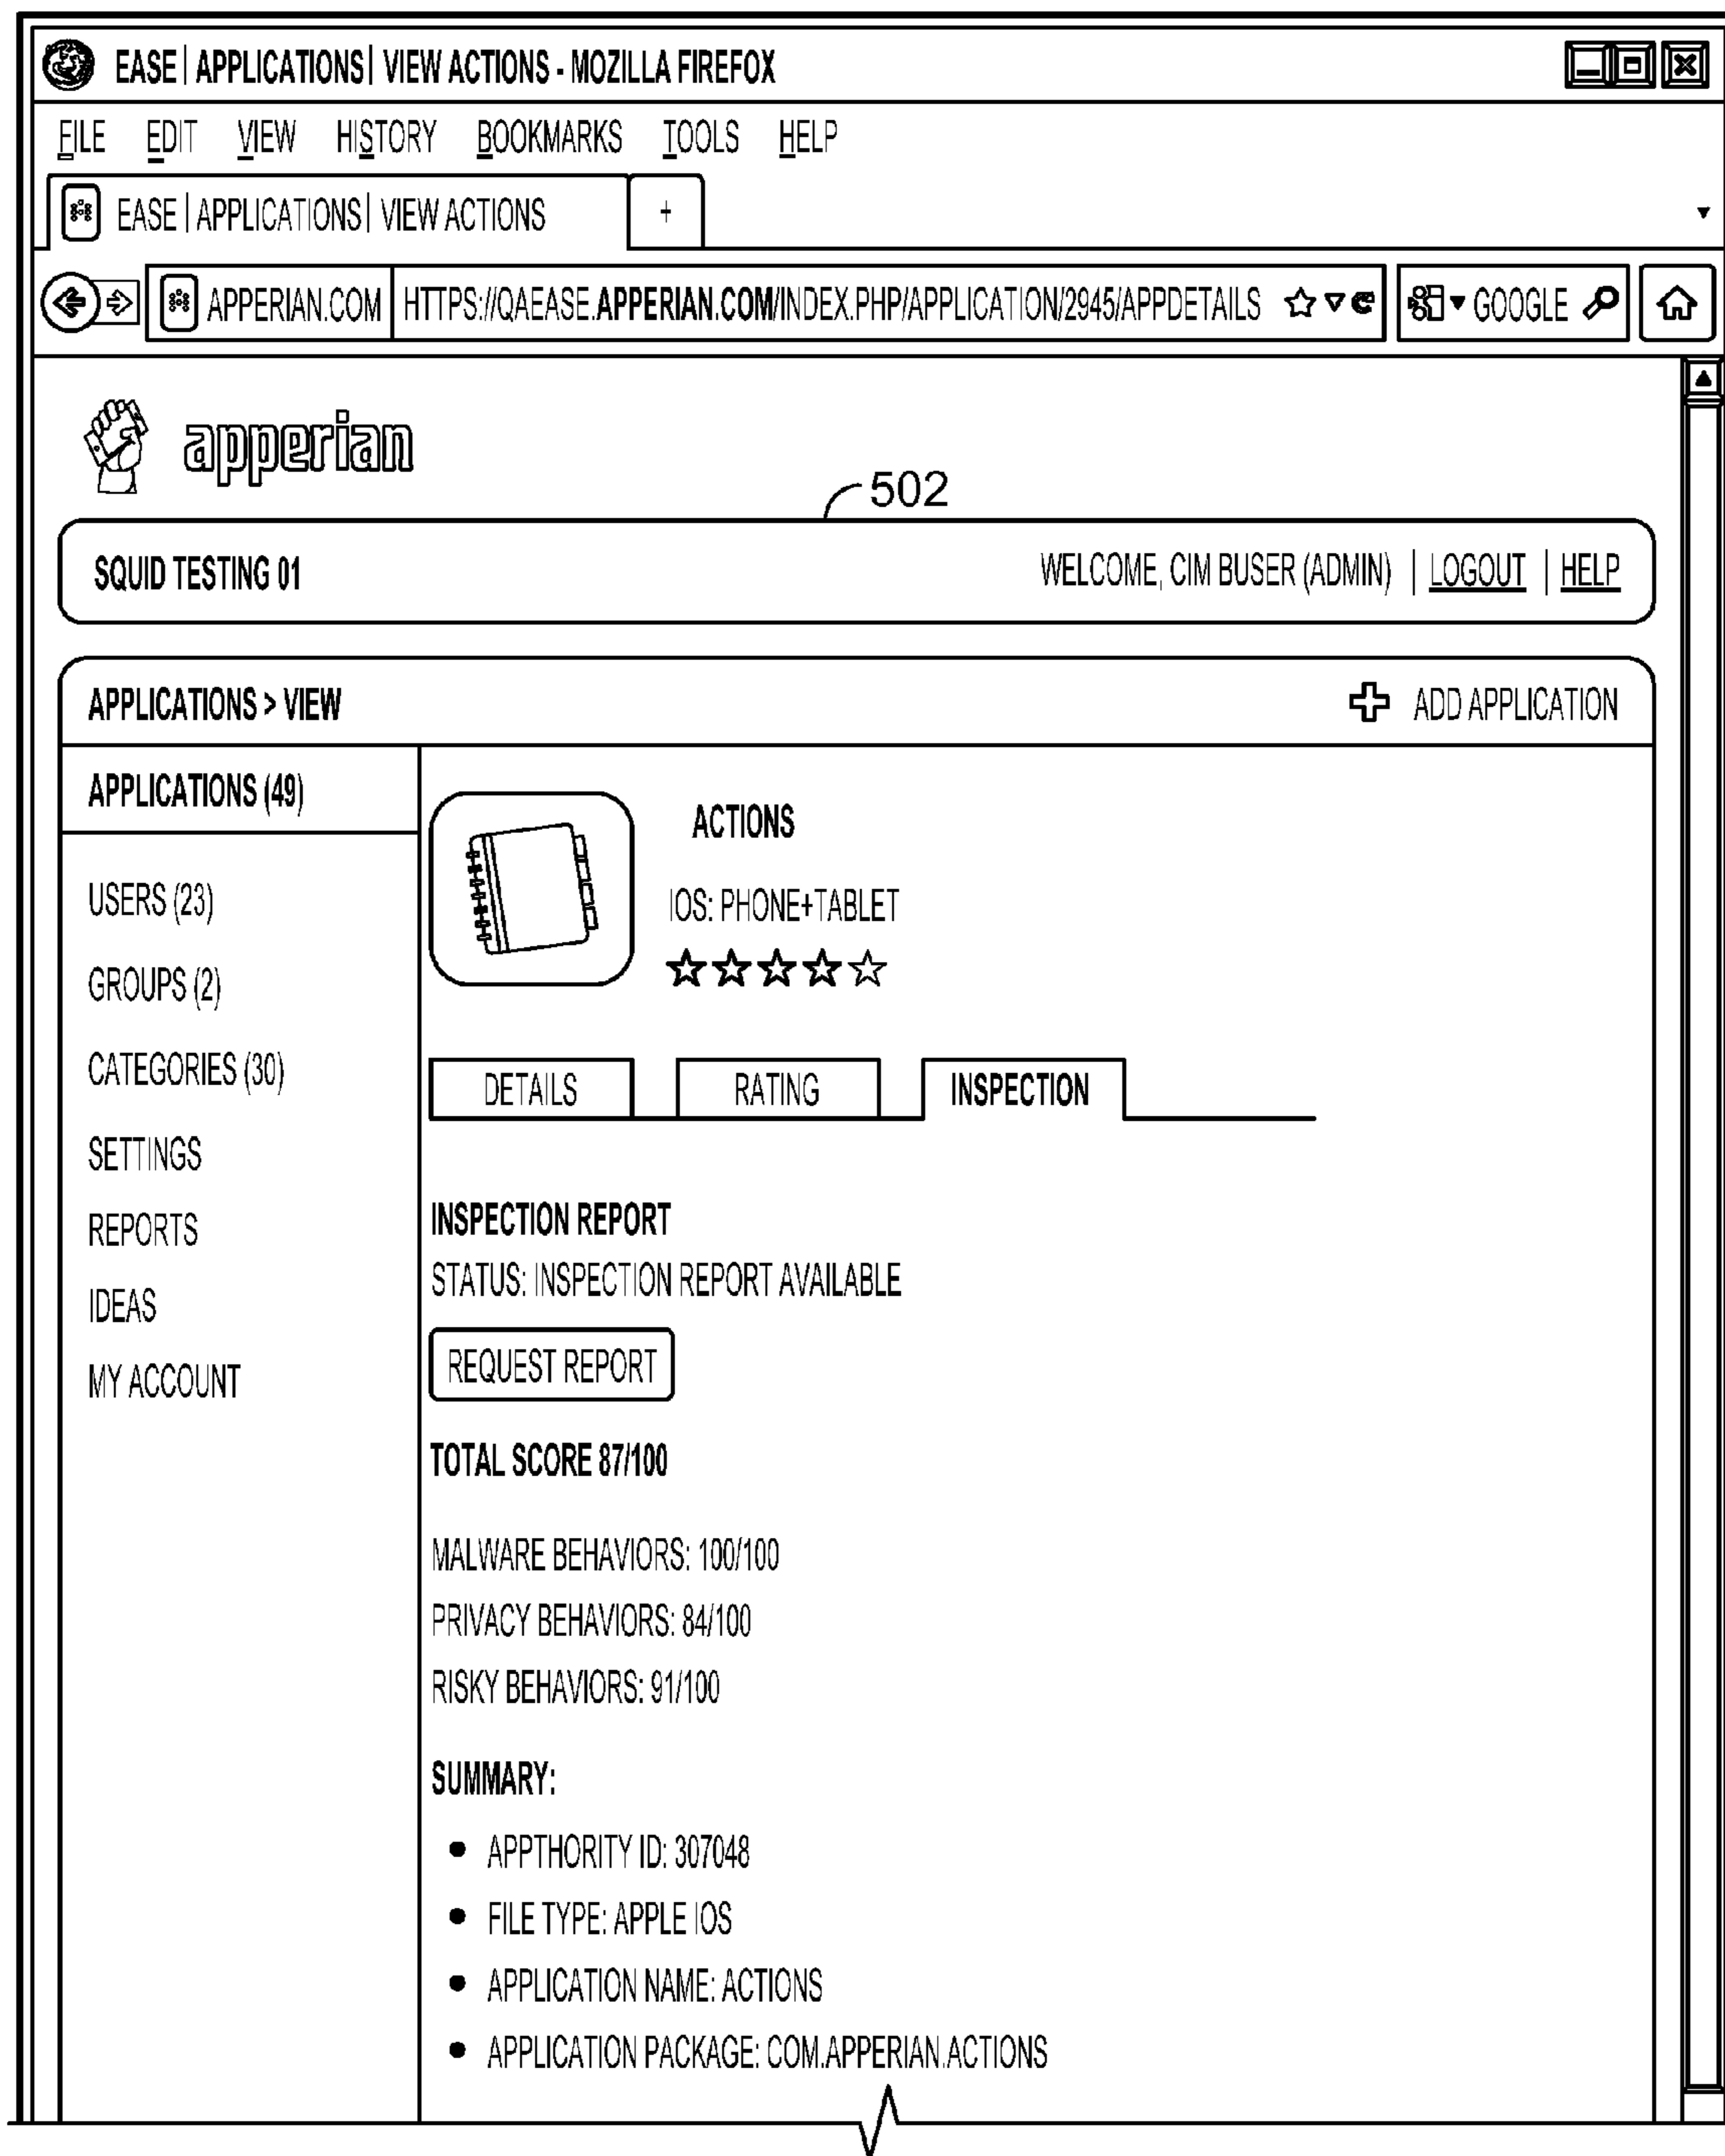 EASE | APPLICATIONS | VIEW ACTIONS - MOZILLA FIREFOX
FILE EDIT VIEW HISTORY BOOKMARKS TOOLS HELP
EASE | APPLICATIONS | VIEW ACTIONS +
APPERIAN.COM HTTPS://QAEASE.APPERIAN.COM/INDEX.PHP/APPLICATION/2945/APPDETAILS GOOGLE
apperian
502
SQUID TESTING 01 WELCOME, CIM BUSER (ADMIN) | LOGOUT | HELP
APPLICATIONS > VIEW ADD APPLICATION
APPLICATIONS (49)
USERS (23)
GROUPS (2)
CATEGORIES (30)
SETTINGS
REPORTS
IDEAS
MY ACCOUNT
ACTIONS
IOS: PHONE+TABLET
DETAILS RATING INSPECTION
INSPECTION REPORT
STATUS: INSPECTION REPORT AVAILABLE
REQUEST REPORT
TOTAL SCORE 87/100
MALWARE BEHAVIORS: 100/100
PRIVACY BEHAVIORS: 84/100
RISKY BEHAVIORS: 91/100
SUMMARY:
• APPTHORITY ID: 307048
• FILE TYPE: APPLE IOS
• APPLICATION NAME: ACTIONS
• APPLICATION PACKAGE: COM.APPERIAN.ACTIONS